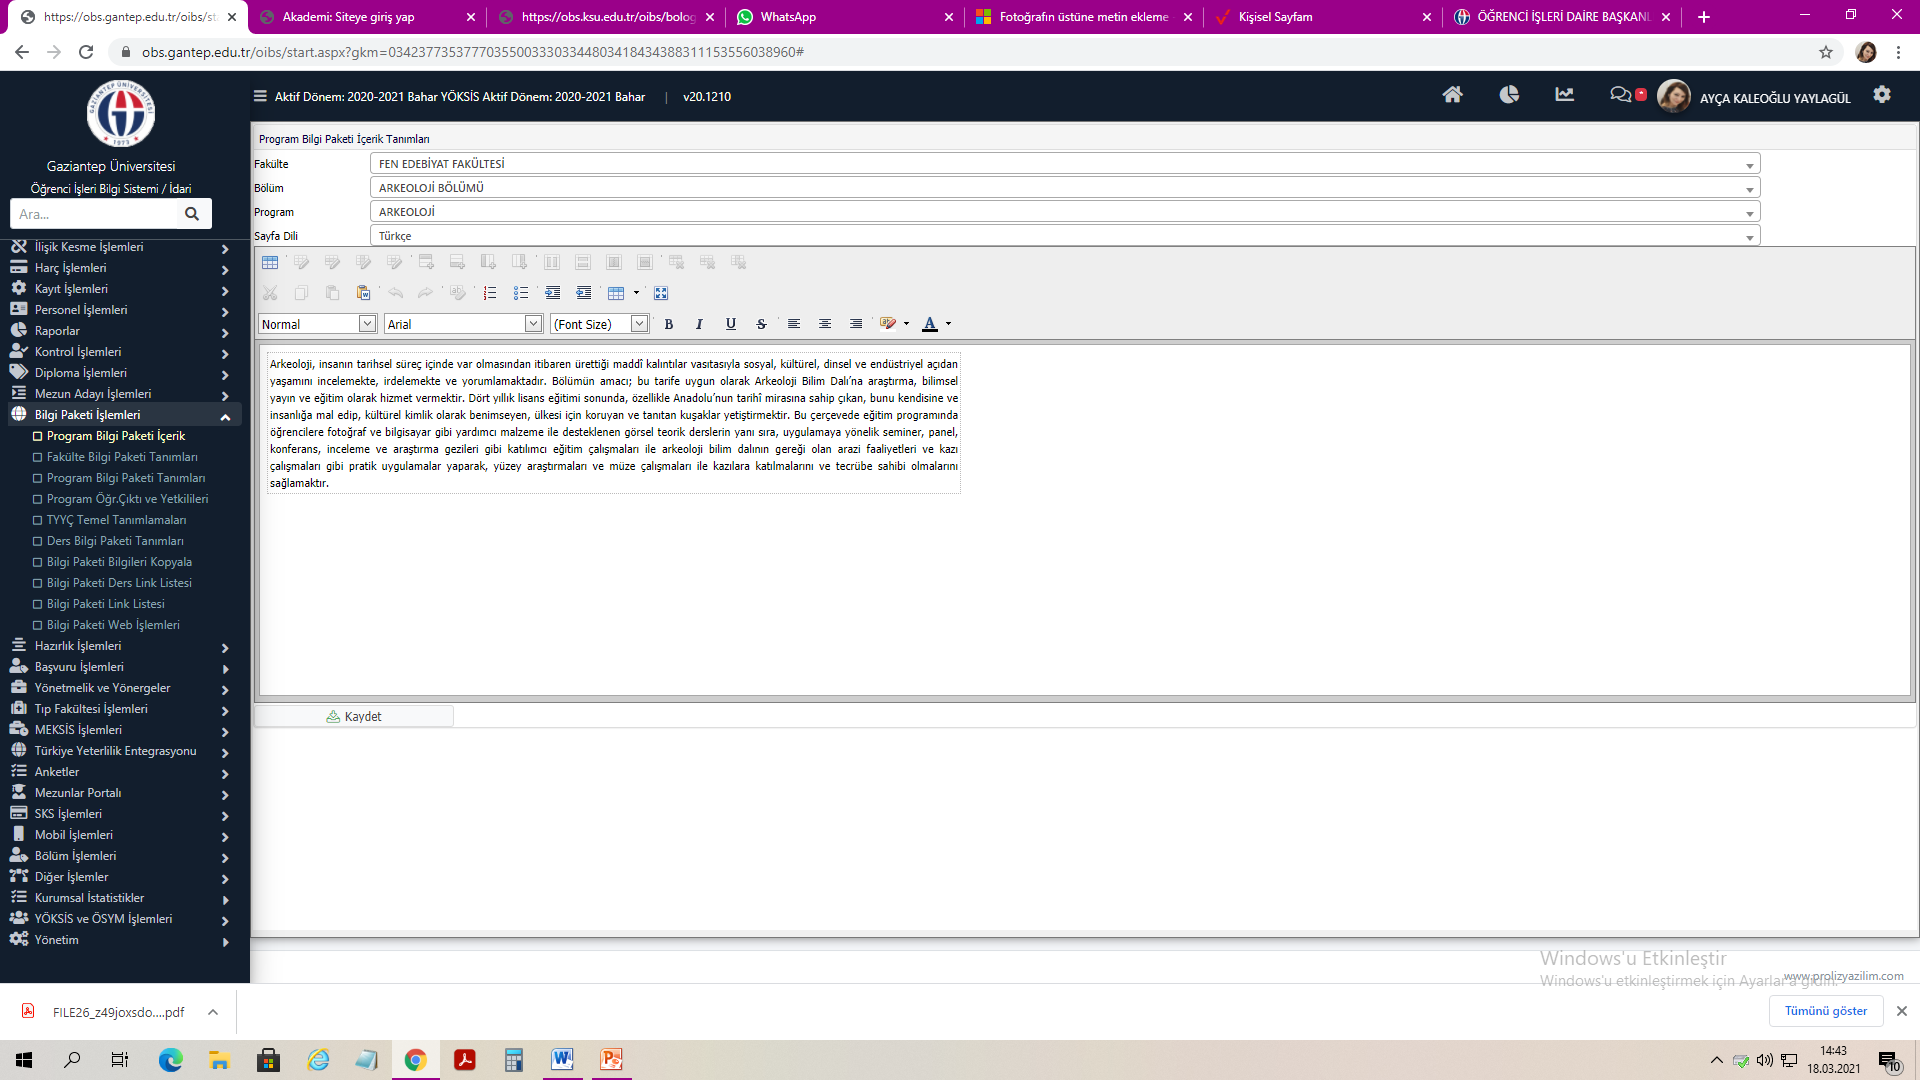 https://obs.gantep.edu.tr/oibs/sta
Akademi: Siteye giriş yap
https://obs.ksu.edu.tr/oibs/bolog
WhatsApp
Fotoğrafın üstüne metin ekleme
Kişisel Sayfam
ÖĞRENCİ İŞLERİ DAİRE BAŞKANL
Aktif Dönem: 2020-2021 Bahar YÖKSİS Aktif Dönem: 2020-2021 Bahar | v20.1210
AYÇA KALEOĞLU YAYLAGÜL
GAZİANTEP ÜNİVERSİTESİ
1973
Gaziantep Üniversitesi
Öğrenci İşleri Bilgi Sistemi / İdari
Ara...
İlişik Kesme İşlemleri
Harç İşlemleri
Kayıt İşlemleri
Personel İşlemleri
Raporlar
Kontrol İşlemleri
Diploma İşlemleri
Mezun Adayı İşlemleri
Bilgi Paketi İşlemleri
Program Bilgi Paketi İçerik
Fakülte Bilgi Paketi Tanımları
Program Bilgi Paketi Tanımları
Program Öğr.Çıktı ve Yetkilileri
TYYÇ Temel Tanımlamaları
Ders Bilgi Paketi Tanımları
Bilgi Paketi Bilgileri Kopyala
Bilgi Paketi Ders Link Listesi
Bilgi Paketi Link Listesi
Bilgi Paketi Web İşlemleri
Hazırlık İşlemleri
Başvuru İşlemleri
Yönetmelik ve Yönergeler
Tıp Fakültesi İşlemleri
MEKSİS İşlemleri
Türkiye Yeterlilik Entegrasyonu
Anketler
Mezunlar Portalı
SKS İşlemleri
Mobil İşlemleri
Bölüm İşlemleri
Diğer İşlemler
Kurumsal İstatistikler
YÖKSİS ve ÖSYM İşlemleri
Yönetim
Program Bilgi Paketi İçerik Tanımları
Fakülte FEN EDEBİYAT FAKÜLTESİ
Bölüm ARKEOLOJİ BÖLÜMÜ
Program ARKEOLOJİ
Sayfa Dili Türkçe
Normal Arial (Font Size) B I U S A
Arkeoloji, insanın tarihsel süreç içinde var olmasından itibaren ürettiği maddî kalıntılar vasıtasıyla sosyal, kültürel, dinsel ve endüstriyel açıdan
yaşamını incelemekte, irdelemekte ve yorumlamaktadır. Bölümün amacı; bu tarife uygun olarak Arkeoloji Bilim Dalı’na araştırma, bilimsel
yayın ve eğitim olarak hizmet vermektir. Dört yıllık lisans eğitimi sonunda, özellikle Anadolu’nun tarihî mirasına sahip çıkan, bunu kendisine ve
insanlığa mal edip, kültürel kimlik olarak benimseyen, ülkesi için koruyan ve tanıtan kuşaklar yetiştirmektir. Bu çerçevede eğitim programında
öğrencilere fotoğraf ve bilgisayar gibi yardımcı malzeme ile desteklenen görsel teorik derslerin yanı sıra, uygulamaya yönelik seminer, panel,
konferans, inceleme ve araştırma gezileri gibi katılımcı eğitim çalışmaları ile arkeoloji bilim dalının gereği olan arazi faaliyetleri ve kazı
çalışmaları gibi pratik uygulamalar yaparak, yüzey araştırmaları ve müze çalışmaları ile kazılara katılmalarını ve tecrübe sahibi olmalarını
sağlamaktır.
Kaydet
Windows'u Etkinleştir
Windows'u etkinleştirmek için Ayarlar'a gidin.
www.prolizyazilim.com
FILE26_z49joxsdo....pdf
Tümünü göster
14:43
18.03.2021
10